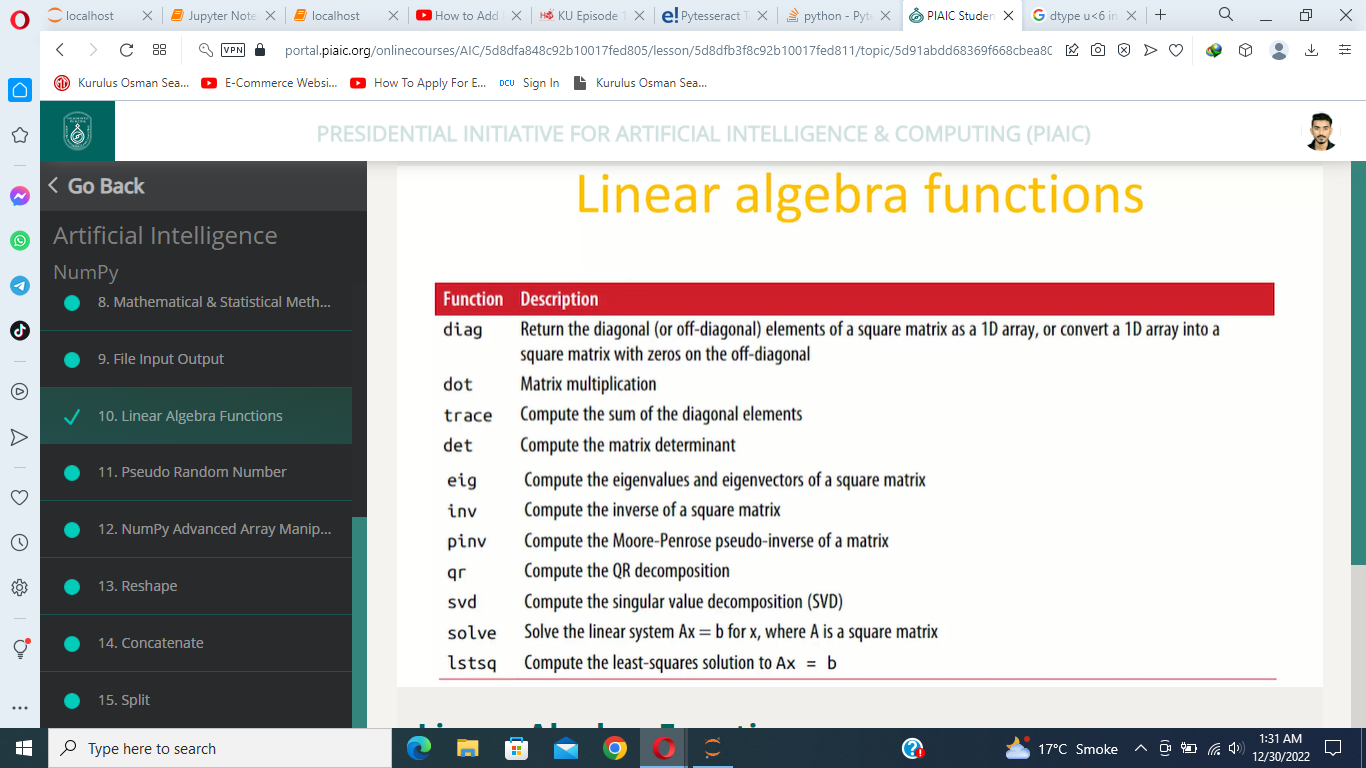 localhost
Jupyter Note
localhost
How to Add
KU Episode 1
Pytesseract T
python - Pyt
PIAIC Studen
dtype u<6 in
VPN
portal.piaic.org/onlinecourses/AIC/5d8dfa848c92b10017fed805/lesson/5d8dfb3f8c92b10017fed811/topic/5d91abdd68369f668cbea80
Kurulus Osman Sea...
E-Commerce Websi...
How To Apply For E...
DCU Sign In
Kurulus Osman Sea...
PRESIDENTIAL INITIATIVE FOR ARTIFICIAL INTELLIGENCE & COMPUTING (PIAIC)
Go Back
Artificial Intelligence
NumPy
8. Mathematical & Statistical Meth...
9. File Input Output
10. Linear Algebra Functions
11. Pseudo Random Number
12. NumPy Advanced Array Manip...
13. Reshape
14. Concatenate
15. Split
Linear algebra functions
Function Description
diag Return the diagonal (or off-diagonal) elements of a square matrix as a 1D array, or convert a 1D array into a
square matrix with zeros on the off-diagonal
dot Matrix multiplication
trace Compute the sum of the diagonal elements
det Compute the matrix determinant
eig Compute the eigenvalues and eigenvectors of a square matrix
inv Compute the inverse of a square matrix
pinv Compute the Moore-Penrose pseudo-inverse of a matrix
qr Compute the QR decomposition
svd Compute the singular value decomposition (SVD)
solve Solve the linear system Ax = b for x, where A is a square matrix
lstsq Compute the least-squares solution to Ax = b
Type here to search
17°C Smoke
1:31 AM
12/30/2022